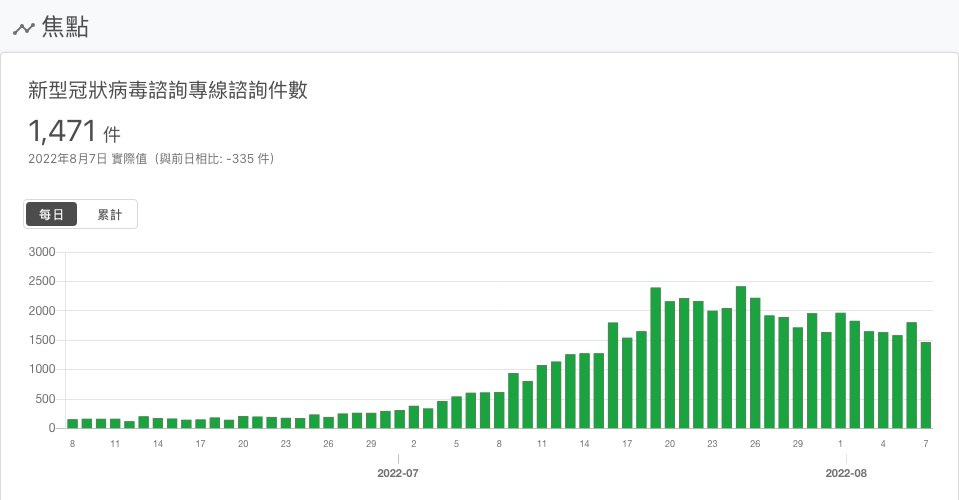 焦點
新型冠狀病毒諮詢專線諮詢件數
1,471 件
2022年8月7日 實際值（與前日相比: -335 件）
每日 累計
3000
2500
2000
1500
1000
500
0
8 11 14 17 20 23 26 29 2 5 8 11 14 17 20 23 26 29 1 4 7
2022-07 2022-08